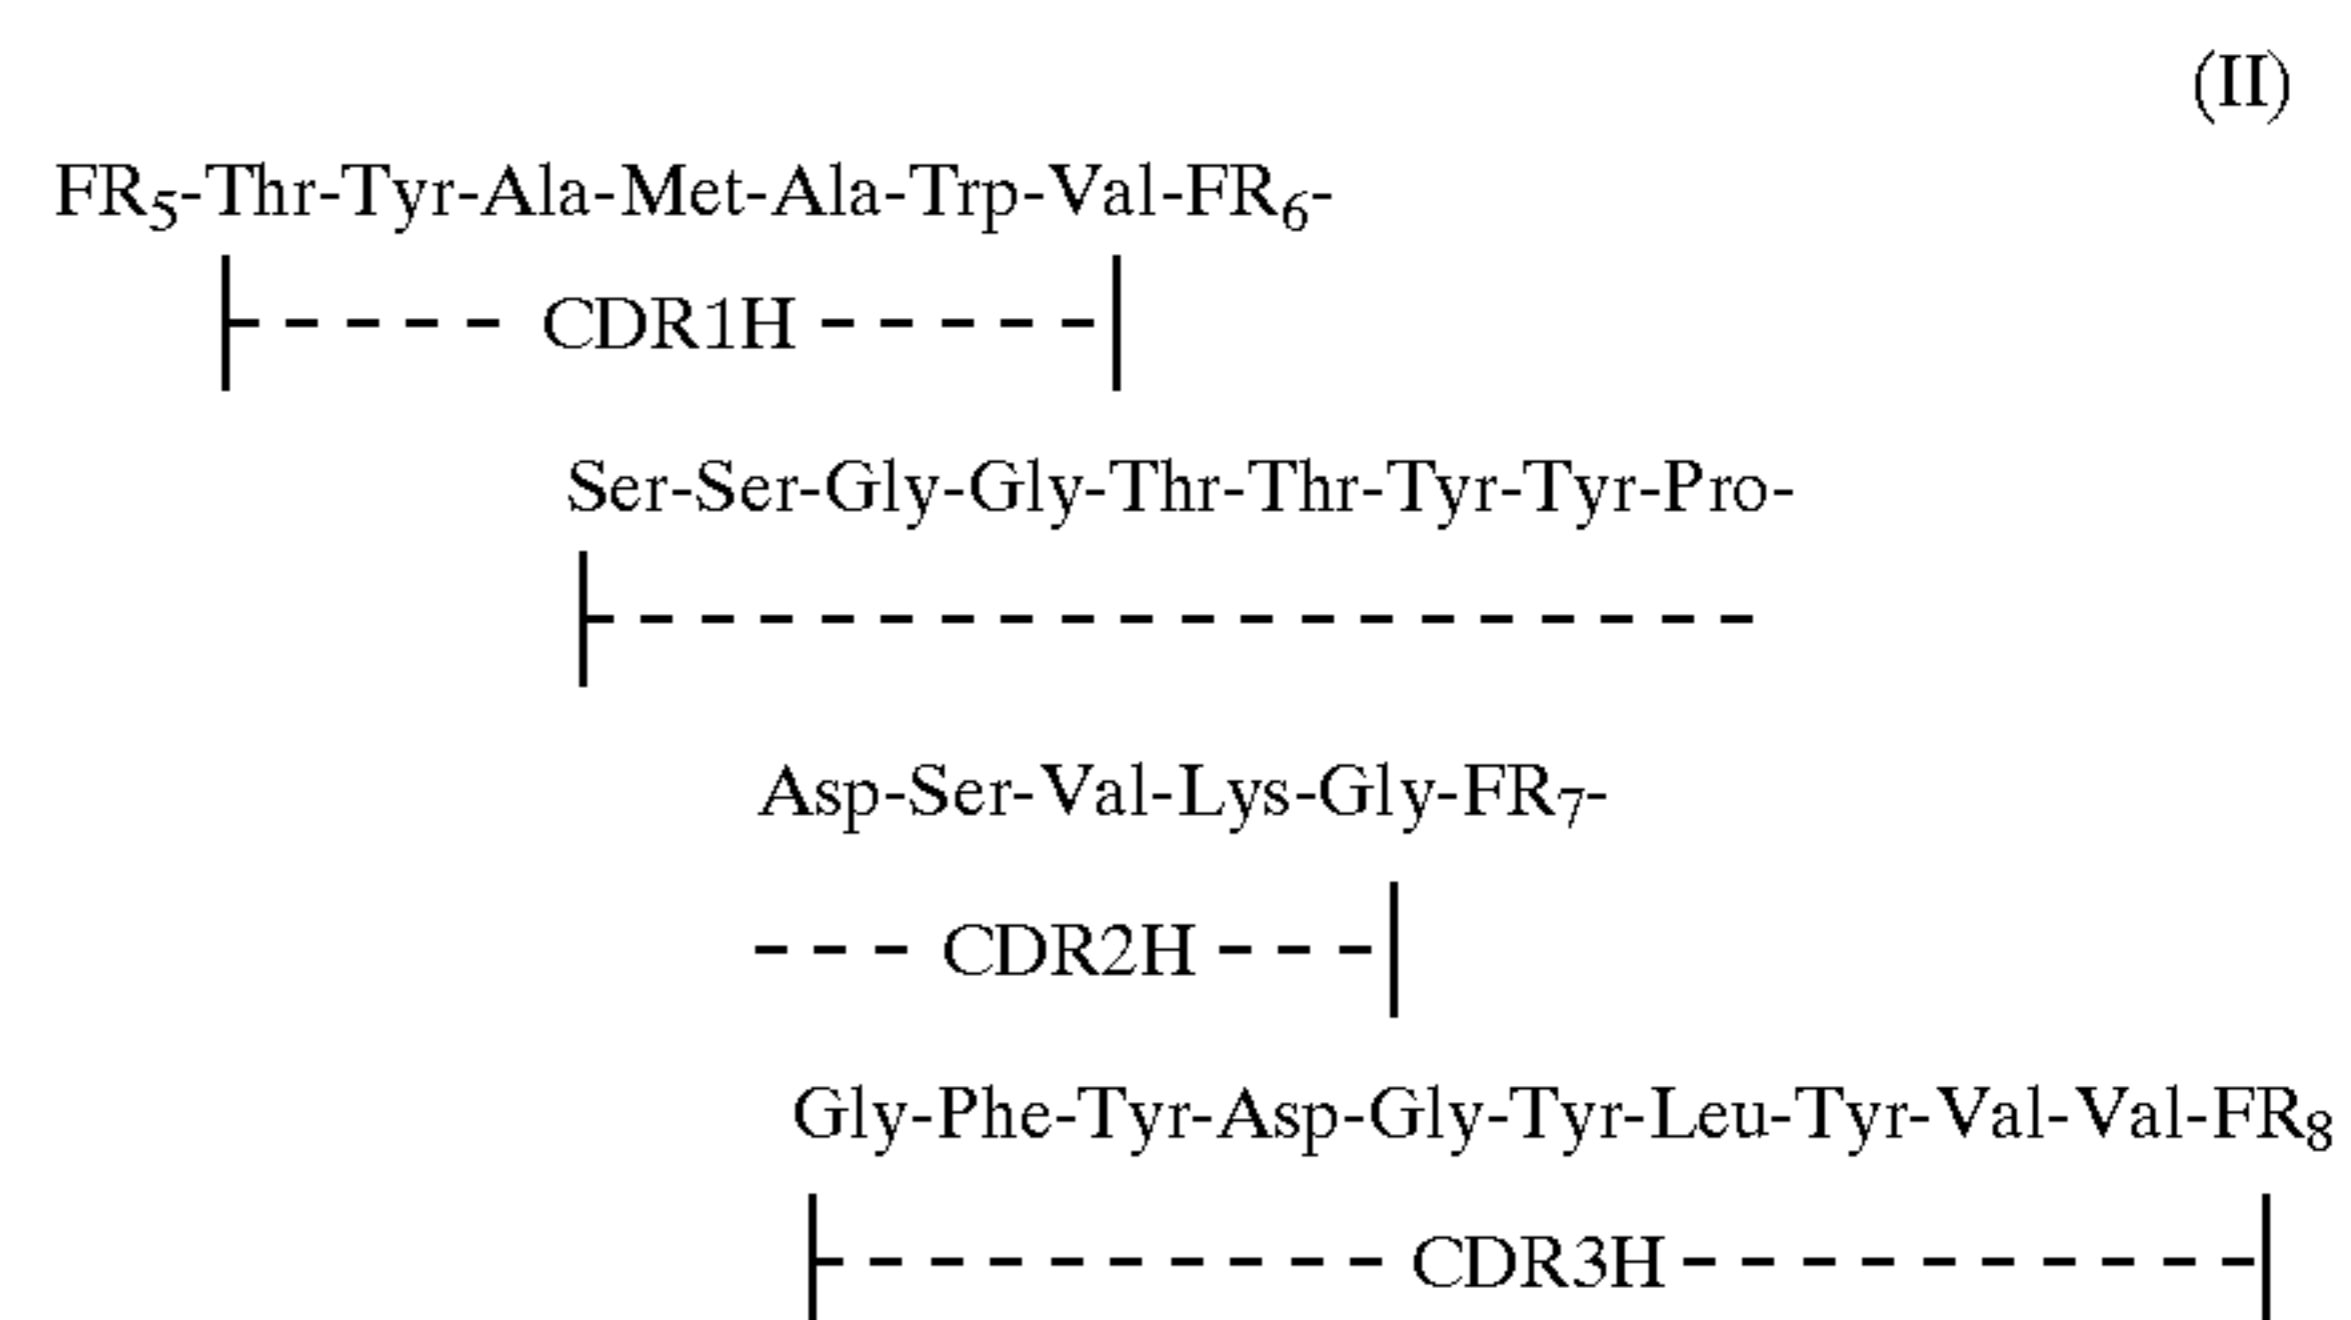 (II)
FR₅-Thr-Tyr-Ala-Met-Ala-Trp-Val-FR₆-
|----- CDR1H -----|
Ser-Ser-Gly-Gly-Thr-Thr-Tyr-Tyr-Pro-
|--------------------
Asp-Ser-Val-Lys-Gly-FR₇-
--- CDR2H ---|
Gly-Phe-Tyr-Asp-Gly-Tyr-Leu-Tyr-Val-Val-FR₈
|---------- CDR3H ----------|